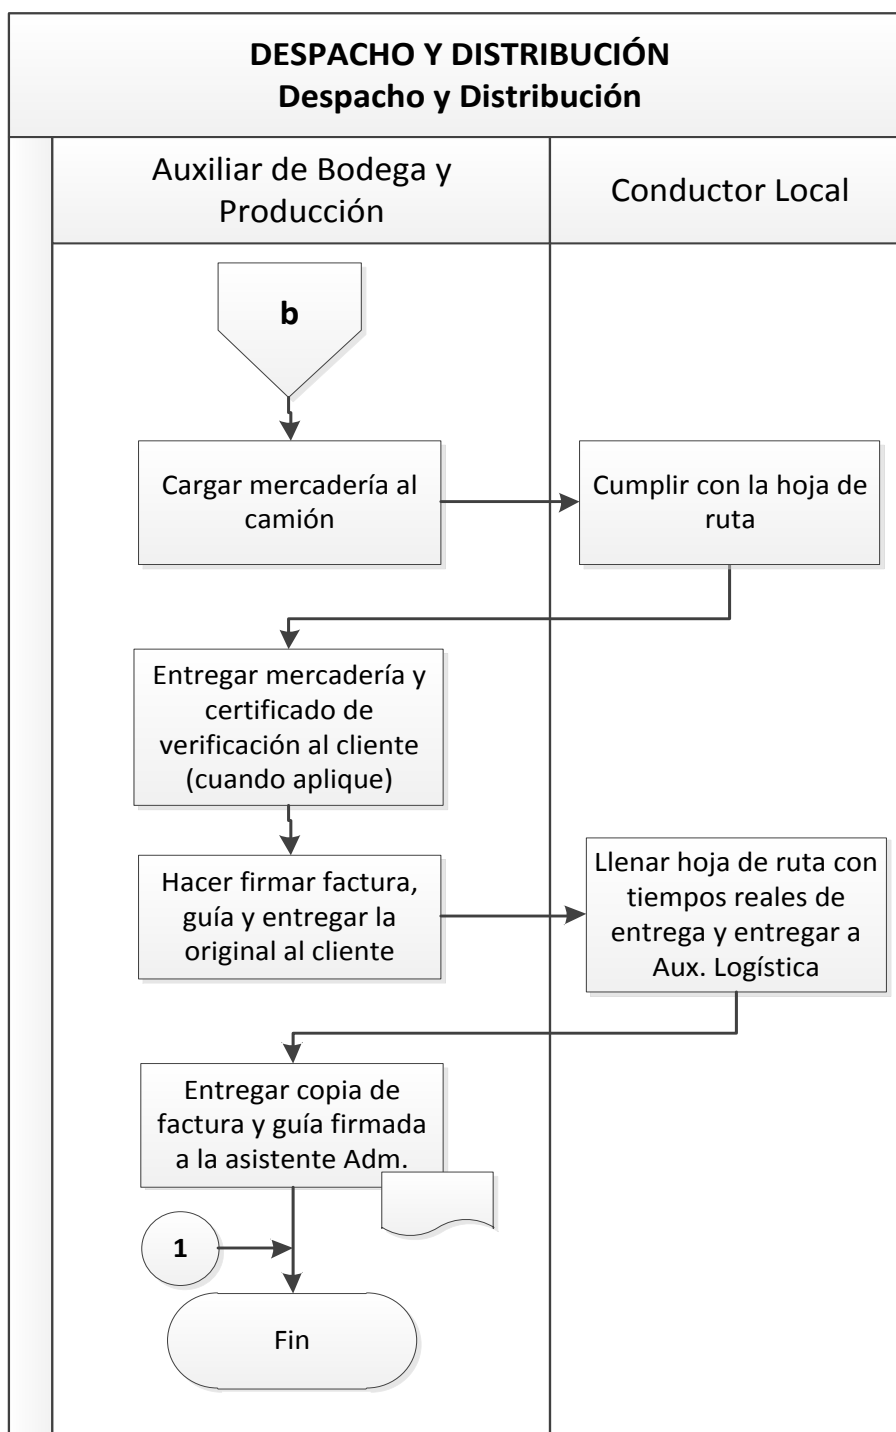 DESPACHO Y DISTRIBUCIÓN
Despacho y Distribución
Auxiliar de Bodega y
Producción
Conductor Local
b
Cargar mercadería al
camión
Cumplir con la hoja de
ruta
Entregar mercadería y
certificado de
verificación al cliente
(cuando aplique)
Hacer firmar factura,
guía y entregar la
original al cliente
Llenar hoja de ruta con
tiempos reales de
entrega y entregar a
Aux. Logística
Entregar copia de
factura y guía firmada
a la asistente Adm.
1
Fin